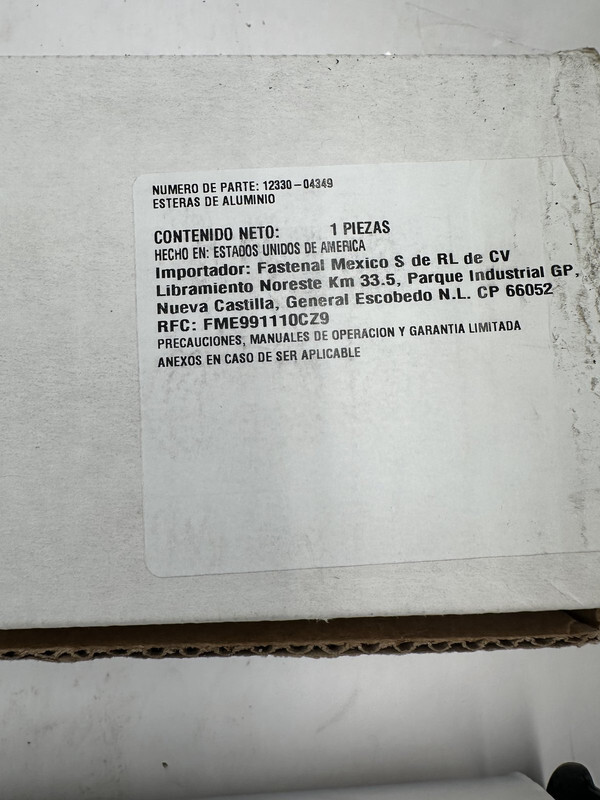 NUMERO DE PARTE: 12330-04349
ESTERAS DE ALUMINIO
CONTENIDO NETO: 1 PIEZAS
HECHO EN: ESTADOS UNIDOS DE AMERICA
Importador: Fastenal Mexico S de RL de CV
Libramiento Noreste Km 33.5, Parque Industrial GP,
Nueva Castilla, General Escobedo N.L. CP 66052
RFC: FME991110CZ9
PRECAUCIONES, MANUALES DE OPERACION Y GARANTIA LIMITADA
ANEXOS EN CASO DE SER APLICABLE